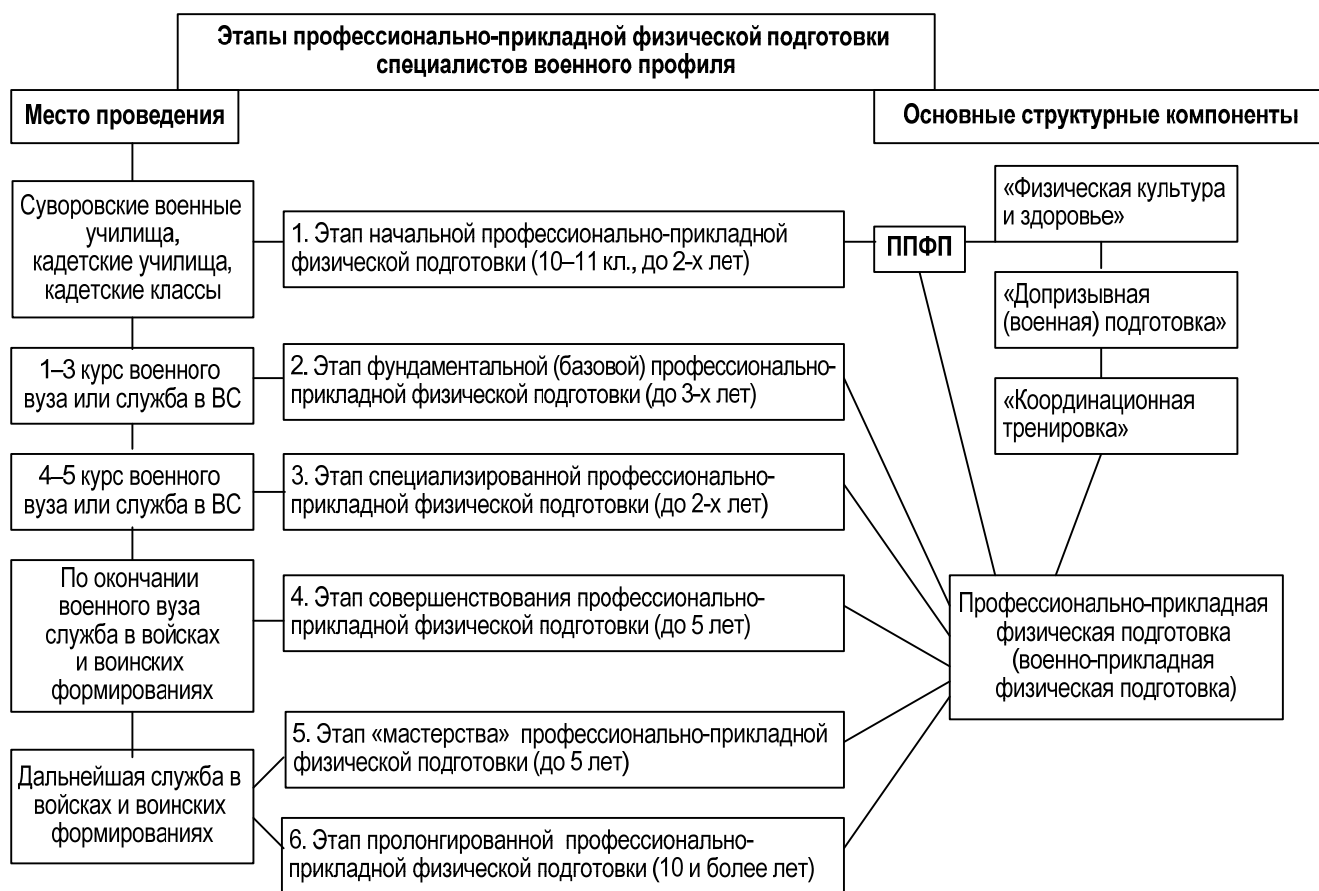 Этапы профессионально-прикладной физической подготовки
специалистов военного профиля
Место проведения
Основные структурные компоненты
Суворовские военные
училища,
кадетские училища,
кадетские классы
1. Этап начальной профессионально-прикладной
физической подготовки (10–11 кл., до 2-х лет)
ППФП
«Физическая культура
и здоровье»
«Допризывная
(военная) подготовка»
«Координационная
тренировка»
1–3 курс военного
вуза или служба в ВС
2. Этап фундаментальной (базовой) профессионально-
прикладной физической подготовки (до 3-х лет)
4–5 курс военного
вуза или служба в ВС
3. Этап специализированной профессионально-
прикладной физической подготовки (до 2-х лет)
По окончании
военного вуза
служба в войсках
и воинских
формированиях
4. Этап совершенствования профессионально-
прикладной физической подготовки (до 5 лет)
Профессионально-прикладная
физическая подготовка
(военно-прикладная
физическая подготовка)
Дальнейшая служба в
войсках и воинских
формированиях
5. Этап «мастерства» профессионально-прикладной
физической подготовки (до 5 лет)
6. Этап пролонгированной профессионально-
прикладной физической подготовки (10 и более лет)